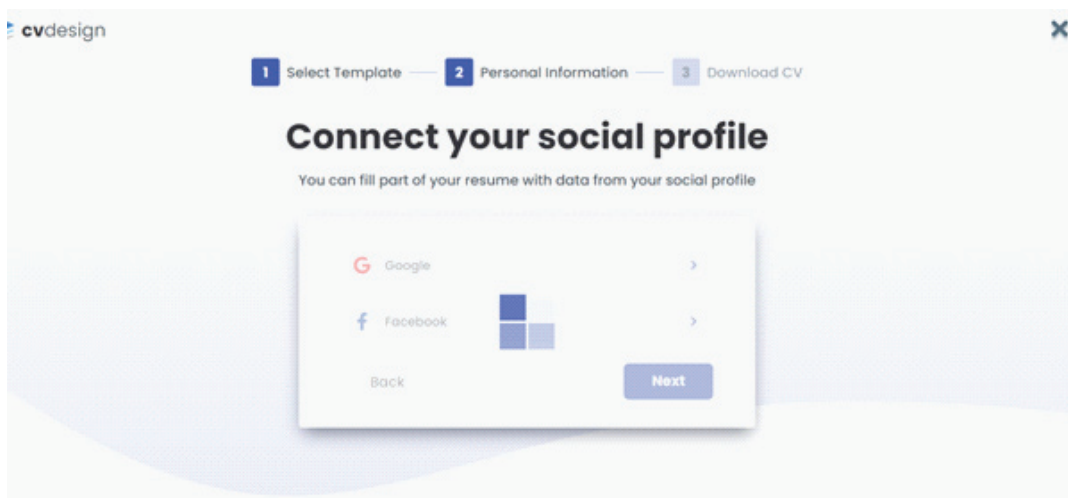 cvdesign
1 Select Template 2 Personal Information 3 Download CV
Connect your social profile
You can fill part of your resume with data from your social profile
Google
Facebook
Back Next